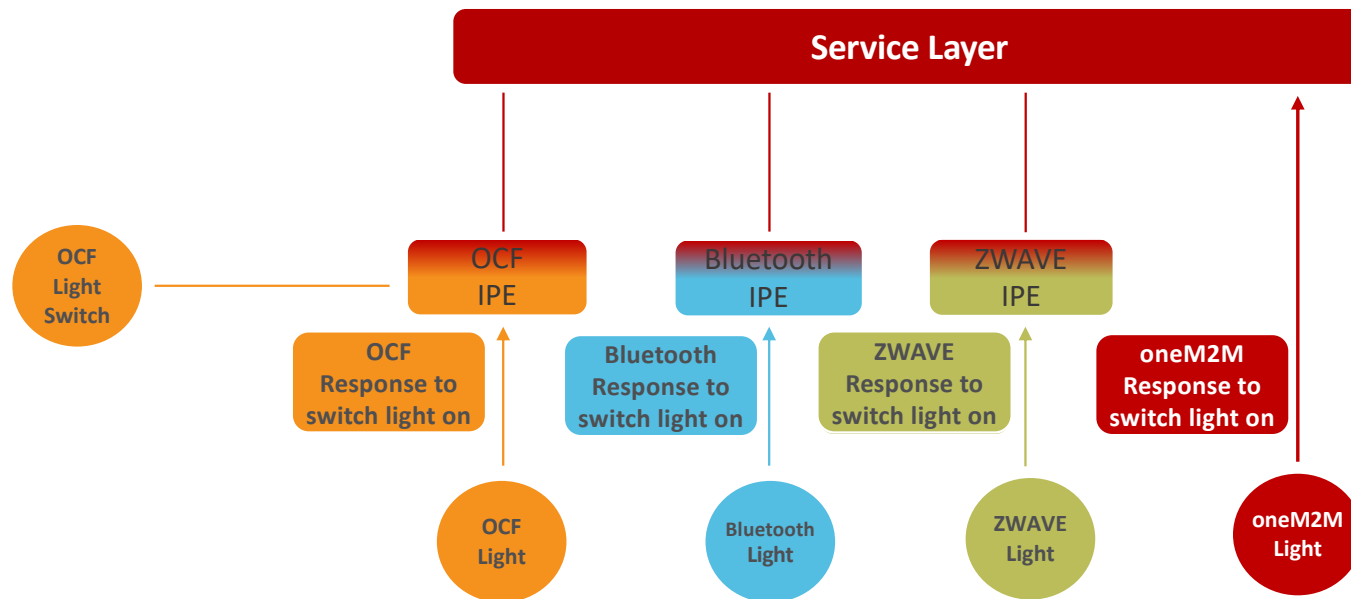 Service Layer
OCF
Light
Switch
OCF
IPE
Bluetooth
IPE
ZWAVE
IPE
OCF
Response to
switch light on
Bluetooth
Response to
switch light on
ZWAVE
Response to
switch light on
oneM2M
Response to
switch light on
OCF
Light
Bluetooth
Light
ZWAVE
Light
oneM2M
Light